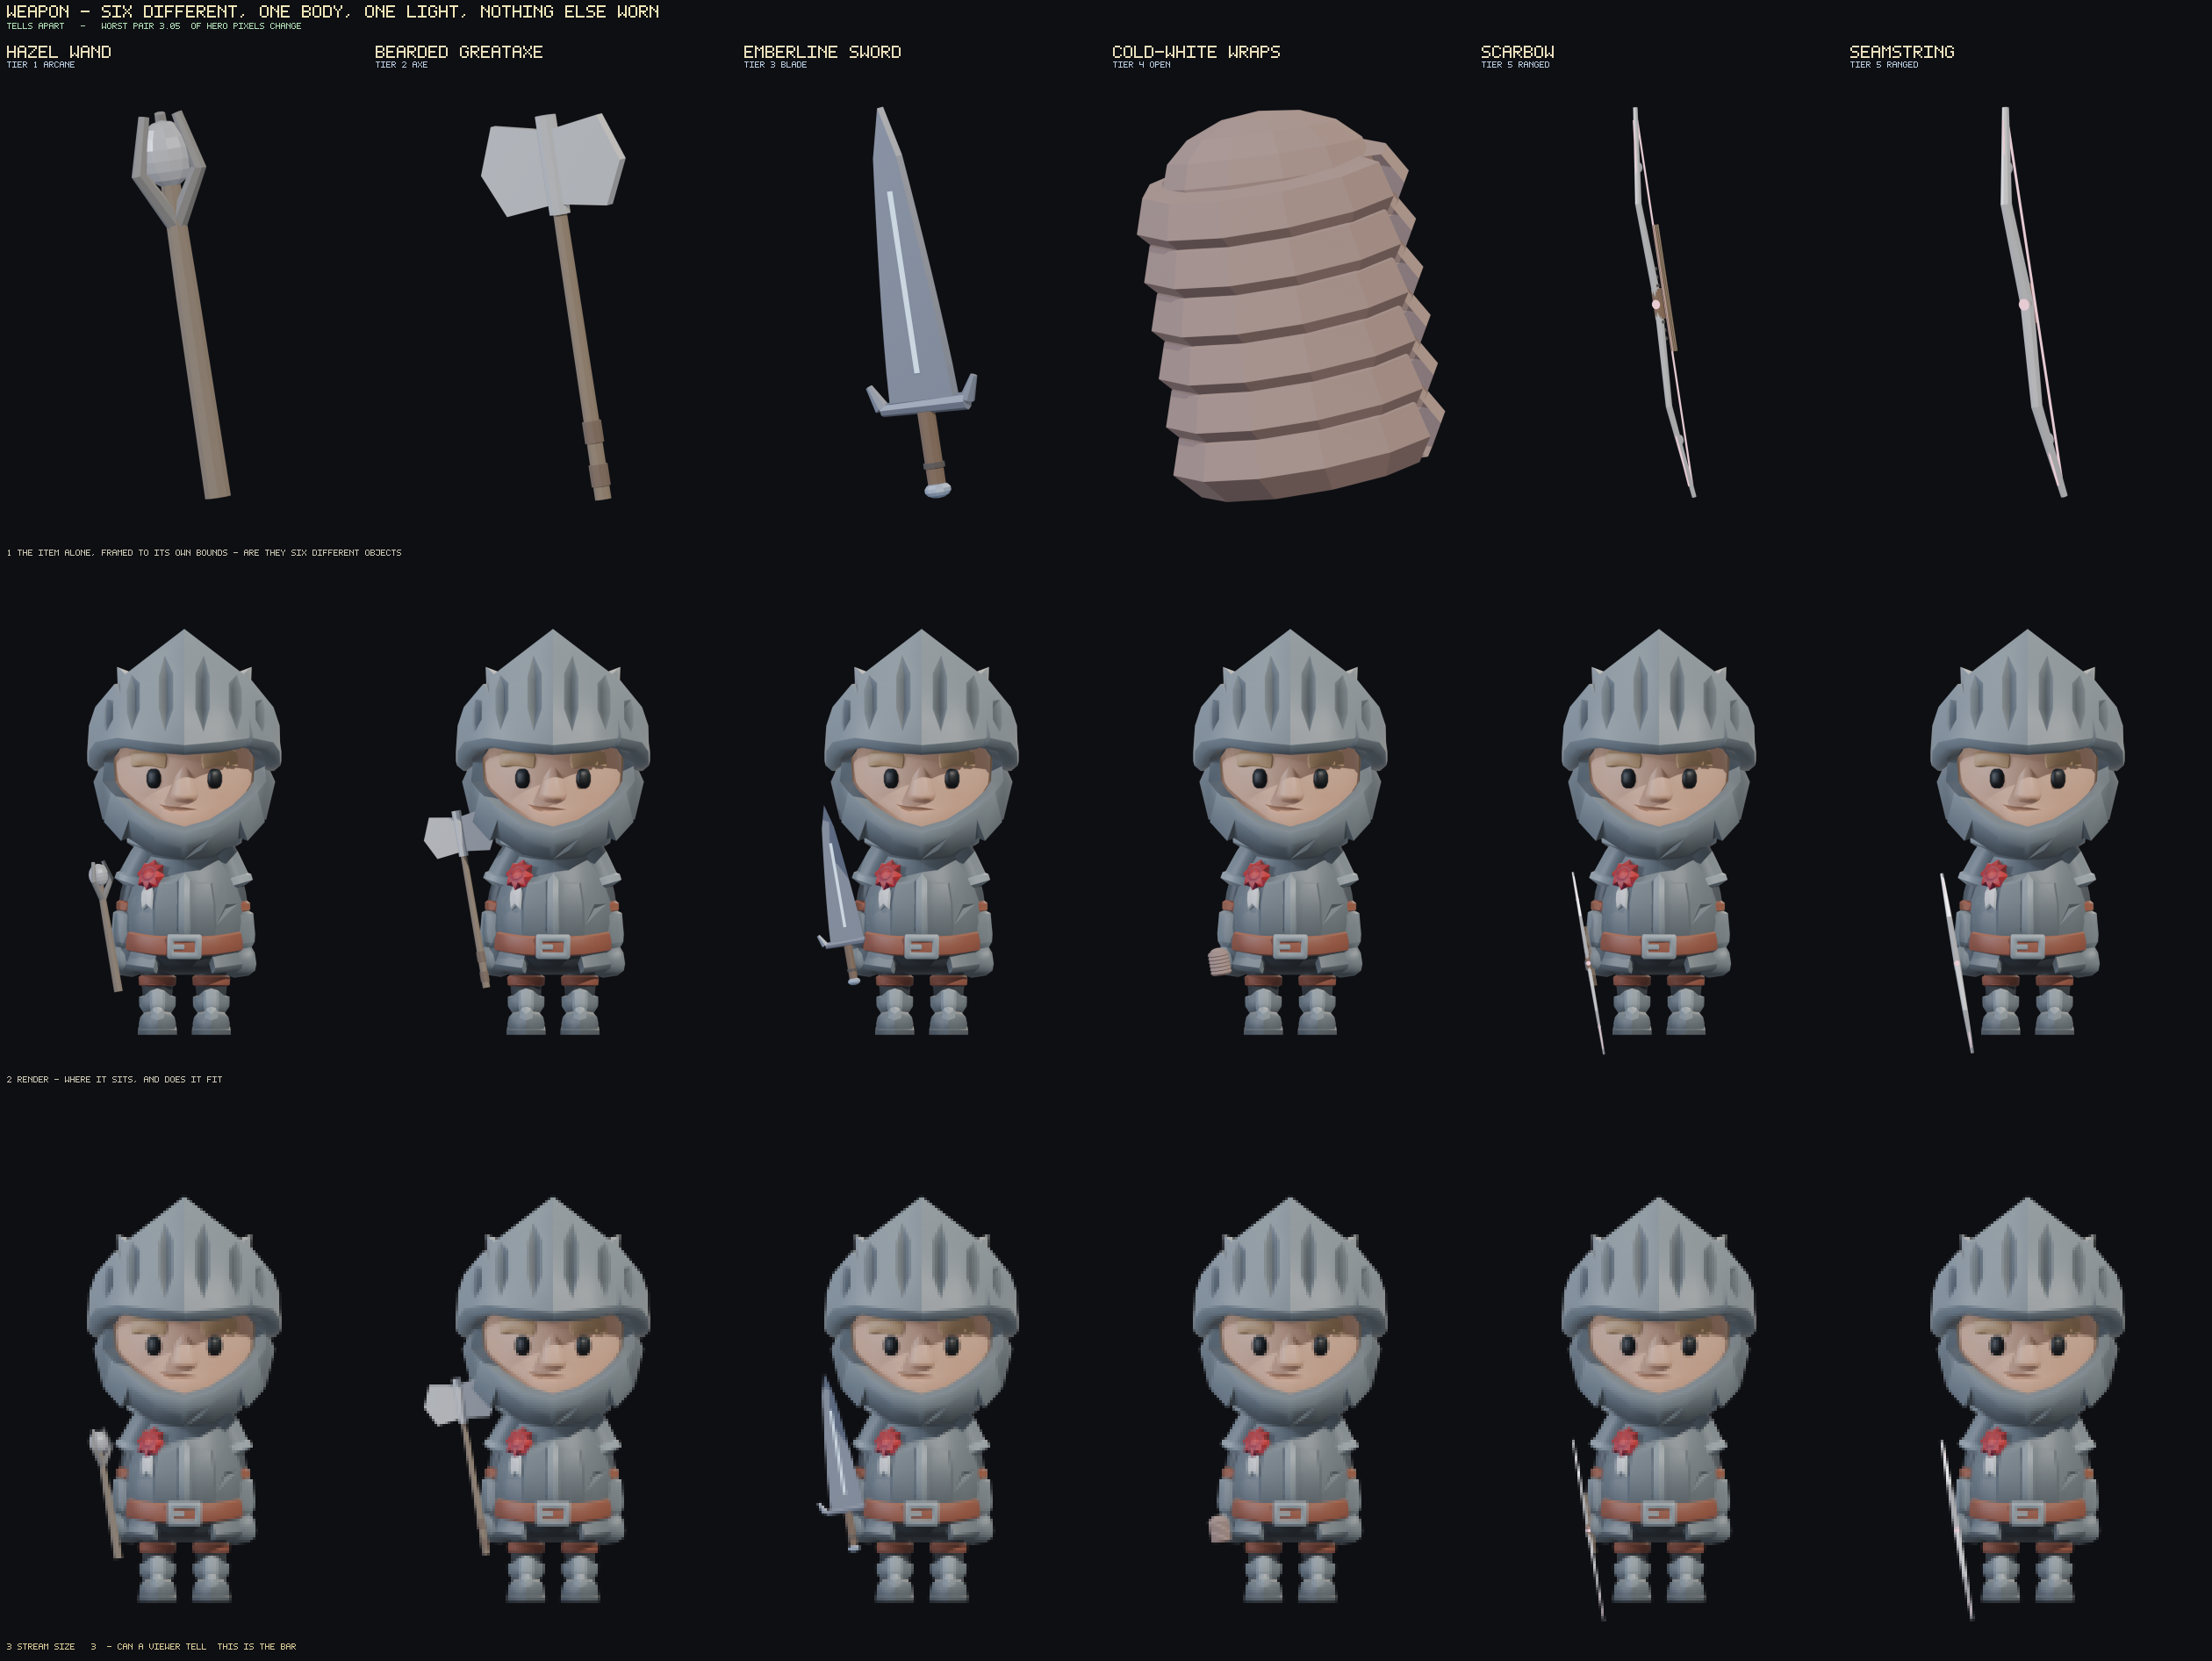 WEAPON - SIX DIFFERENT, ONE BODY, ONE LIGHT, NOTHING ELSE WORN
TELLS APART - WORST PAIR 3.05 OF HERO PIXELS CHANGE
HAZEL WAND
TIER 1 ARCANE
BEARDED GREATAXE
TIER 2 AXE
EMBERLINE SWORD
TIER 3 BLADE
COLD-WHITE WRAPS
TIER 4 OPEN
SCARBOW
TIER 5 RANGED
SEAMSTRING
TIER 5 RANGED
1 THE ITEM ALONE, FRAMED TO ITS OWN BOUNDS - ARE THEY SIX DIFFERENT OBJECTS
2 RENDER - WHERE IT SITS, AND DOES IT FIT
3 STREAM SIZE 3 - CAN A VIEWER TELL THIS IS THE BAR